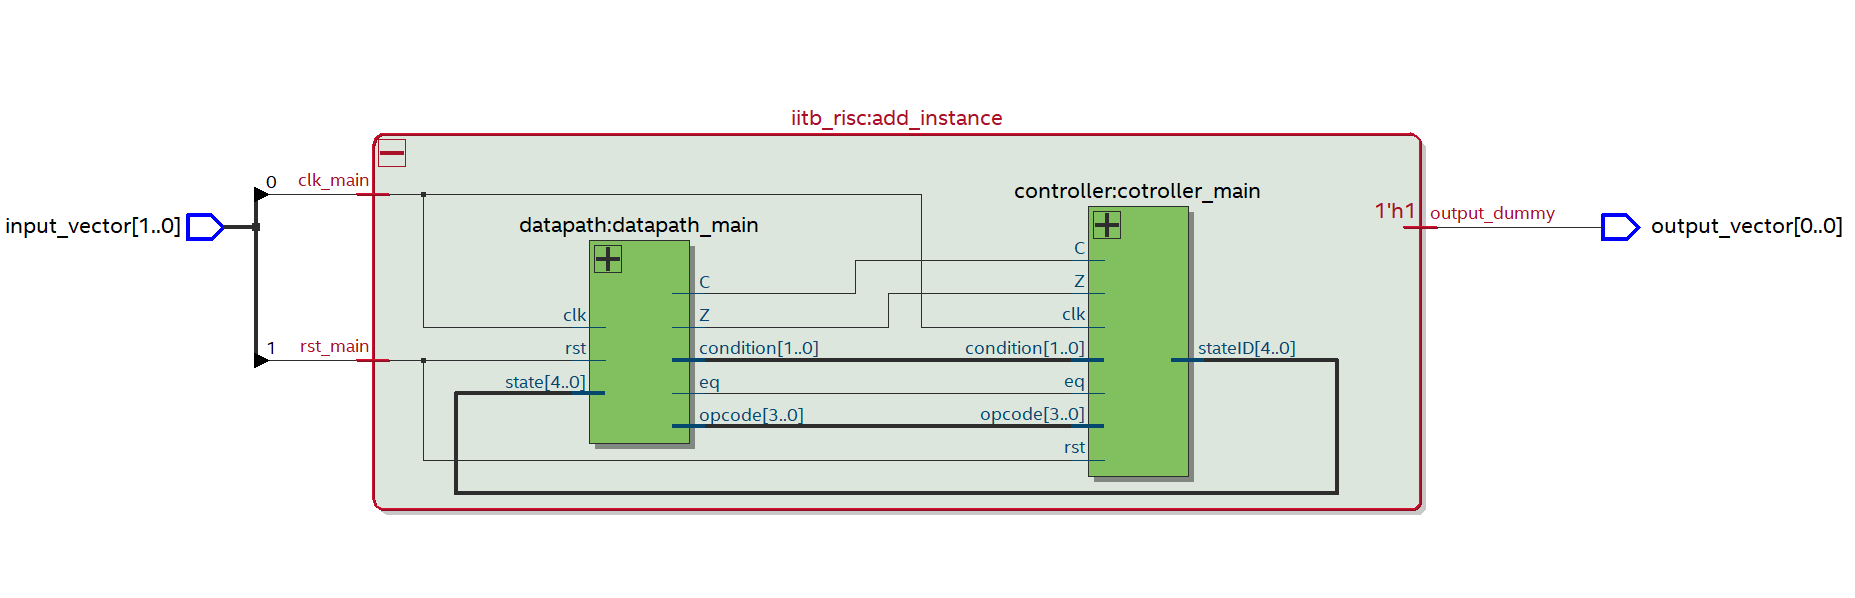 iitb_risc:add_instance
0
clk_main
controller:cotroller_main
input_vector[1..0]
datapath:datapath_main
1'h1
output_dummy
output_vector[0..0]
C
Z
clk
rst
state[4..0]
C
Z
condition[1..0]
eq
opcode[3..0]
C
Z
clk
condition[1..0]
eq
opcode[3..0]
rst
stateID[4..0]
1
rst_main